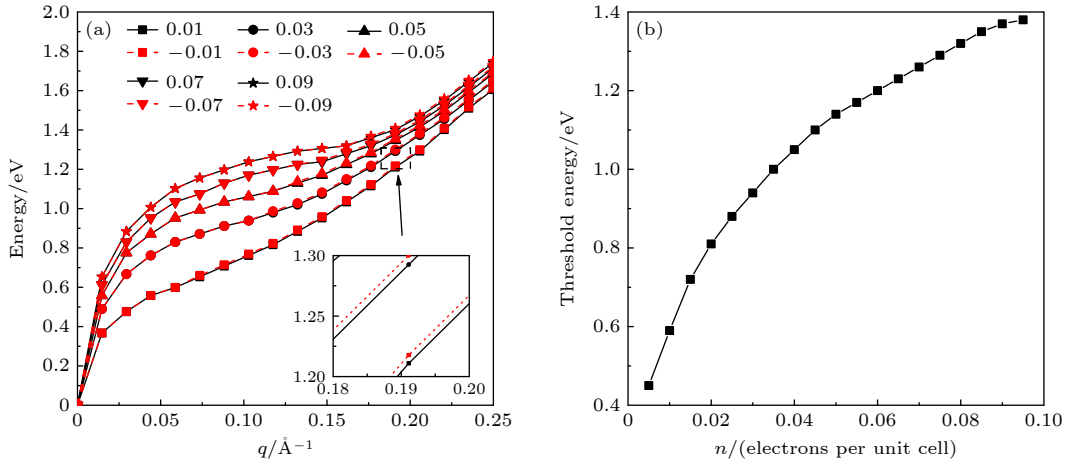 (a)
0.01 0.03 0.05
−0.01 −0.03 −0.05
0.07 0.09
−0.07 −0.09
Energy/eV
2.0
1.8
1.6
1.4
1.2
1.0
0.8
0.6
0.4
0.2
0
0 0.05 0.10 0.15 0.20 0.25
q/Å−1
1.30
1.25
1.20
0.18 0.19 0.20
(b)
Threshold energy/eV
1.4
1.2
1.0
0.8
0.6
0.4
0 0.02 0.04 0.06 0.08 0.10
n/(electrons per unit cell)